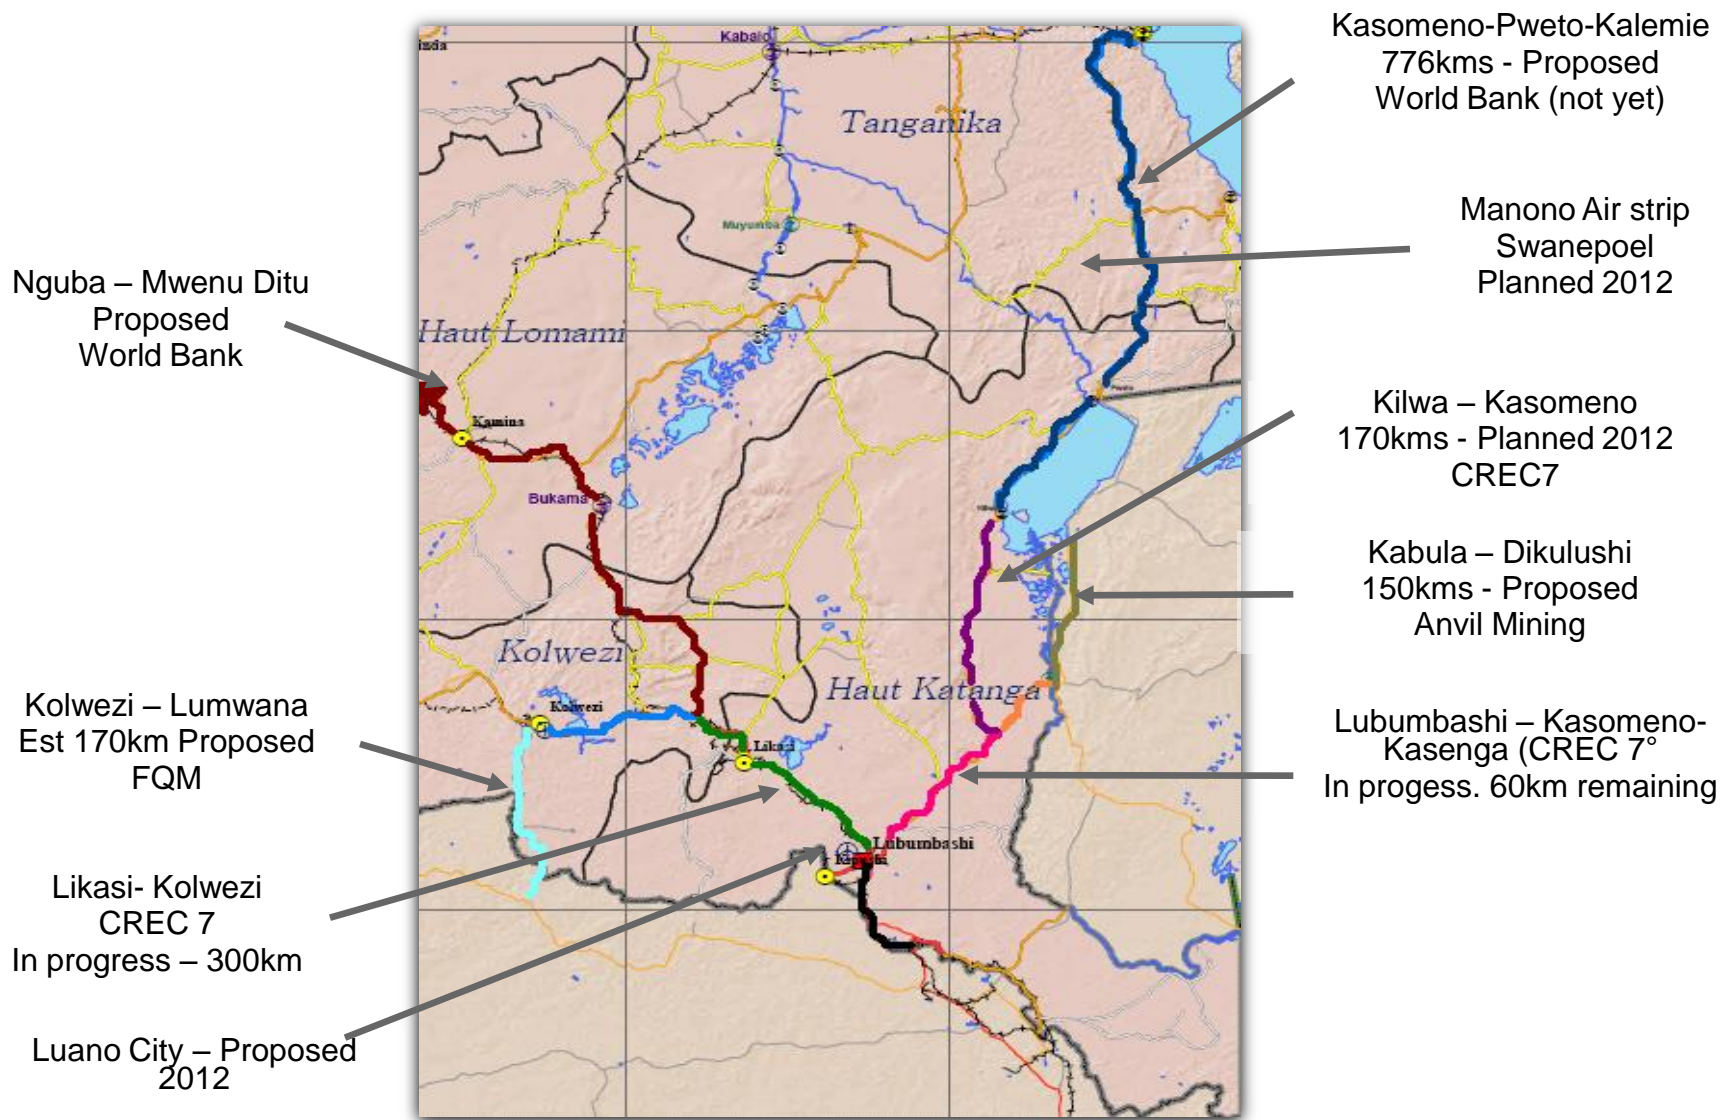 Kasomeno-Pweto-Kalemie
776kms - Proposed
World Bank (not yet)
Manono Air strip
Swanepoel
Planned 2012
Nguba – Mwenu Ditu
Proposed
World Bank
Kilwa – Kasomeno
170kms - Planned 2012
CREC7
Kabula – Dikulushi
150kms - Proposed
Anvil Mining
Kolwezi – Lumwana
Est 170km Proposed
FQM
Lubumbashi – Kasomeno-
Kasenga (CREC 7°
In progess. 60km remaining
Likasi- Kolwezi
CREC 7
In progress – 300km
Luano City – Proposed
2012
Kabalo
Tanganika
Muyumba
Haut Lomami
Kamina
Bukama
Kolwezi
Haut Katanga
Kolwezi
Likasi
Lubumbashi